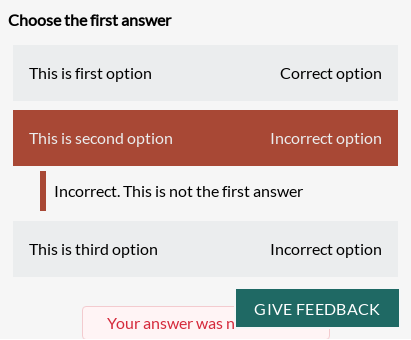 Choose the first answer
This is first option Correct option
This is second option Incorrect option
Incorrect. This is not the first answer
This is third option Incorrect option
Your answer was
GIVE FEEDBACK